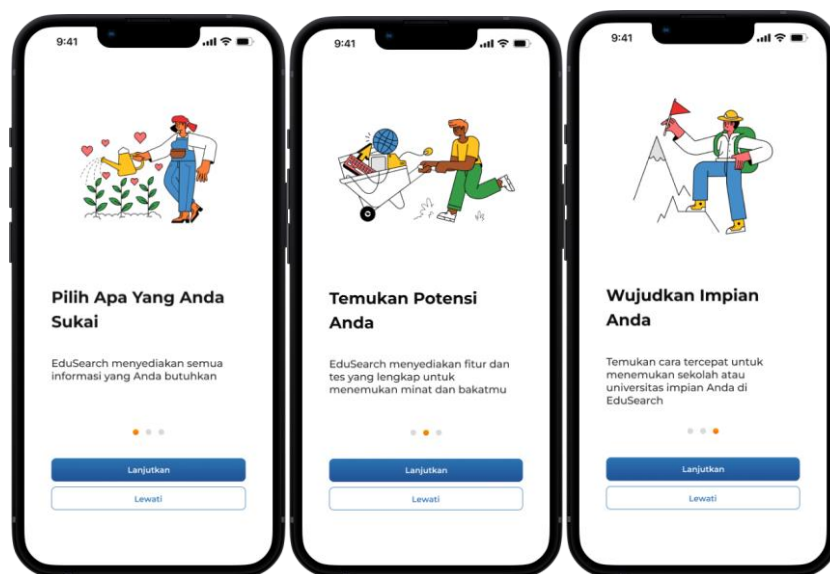 9:41
Pilih Apa Yang Anda
Sukai
EduSearch menyediakan semua
informasi yang Anda butuhkan
Lanjutkan
Lewati
9:41
Temukan Potensi
Anda
EduSearch menyediakan fitur dan
tes yang lengkap untuk
menemukan minat dan bakatmu
Lanjutkan
Lewati
9:41
Wujudkan Impian
Anda
Temukan cara tercepat untuk
menemukan sekolah atau
universitas impian Anda di
EduSearch
Lanjutkan
Lewati